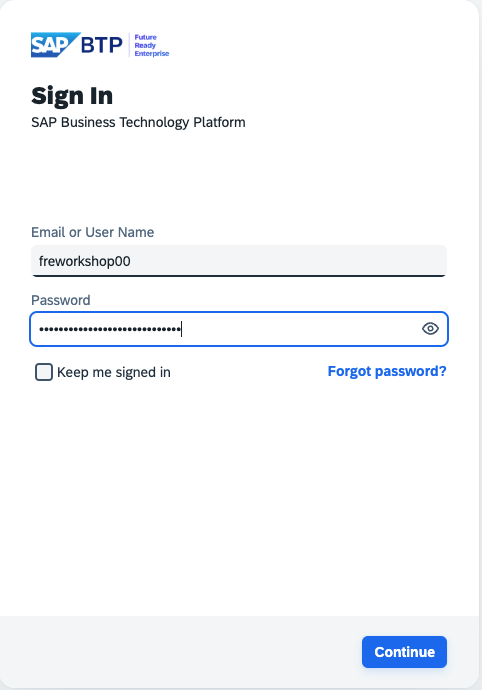 SAP BTP
Future
Ready
Enterprise
Sign In
SAP Business Technology Platform
Email or User Name
freworkshop00
Password
•••••••••••••••••••••••••••••
Keep me signed in
Forgot password?
Continue